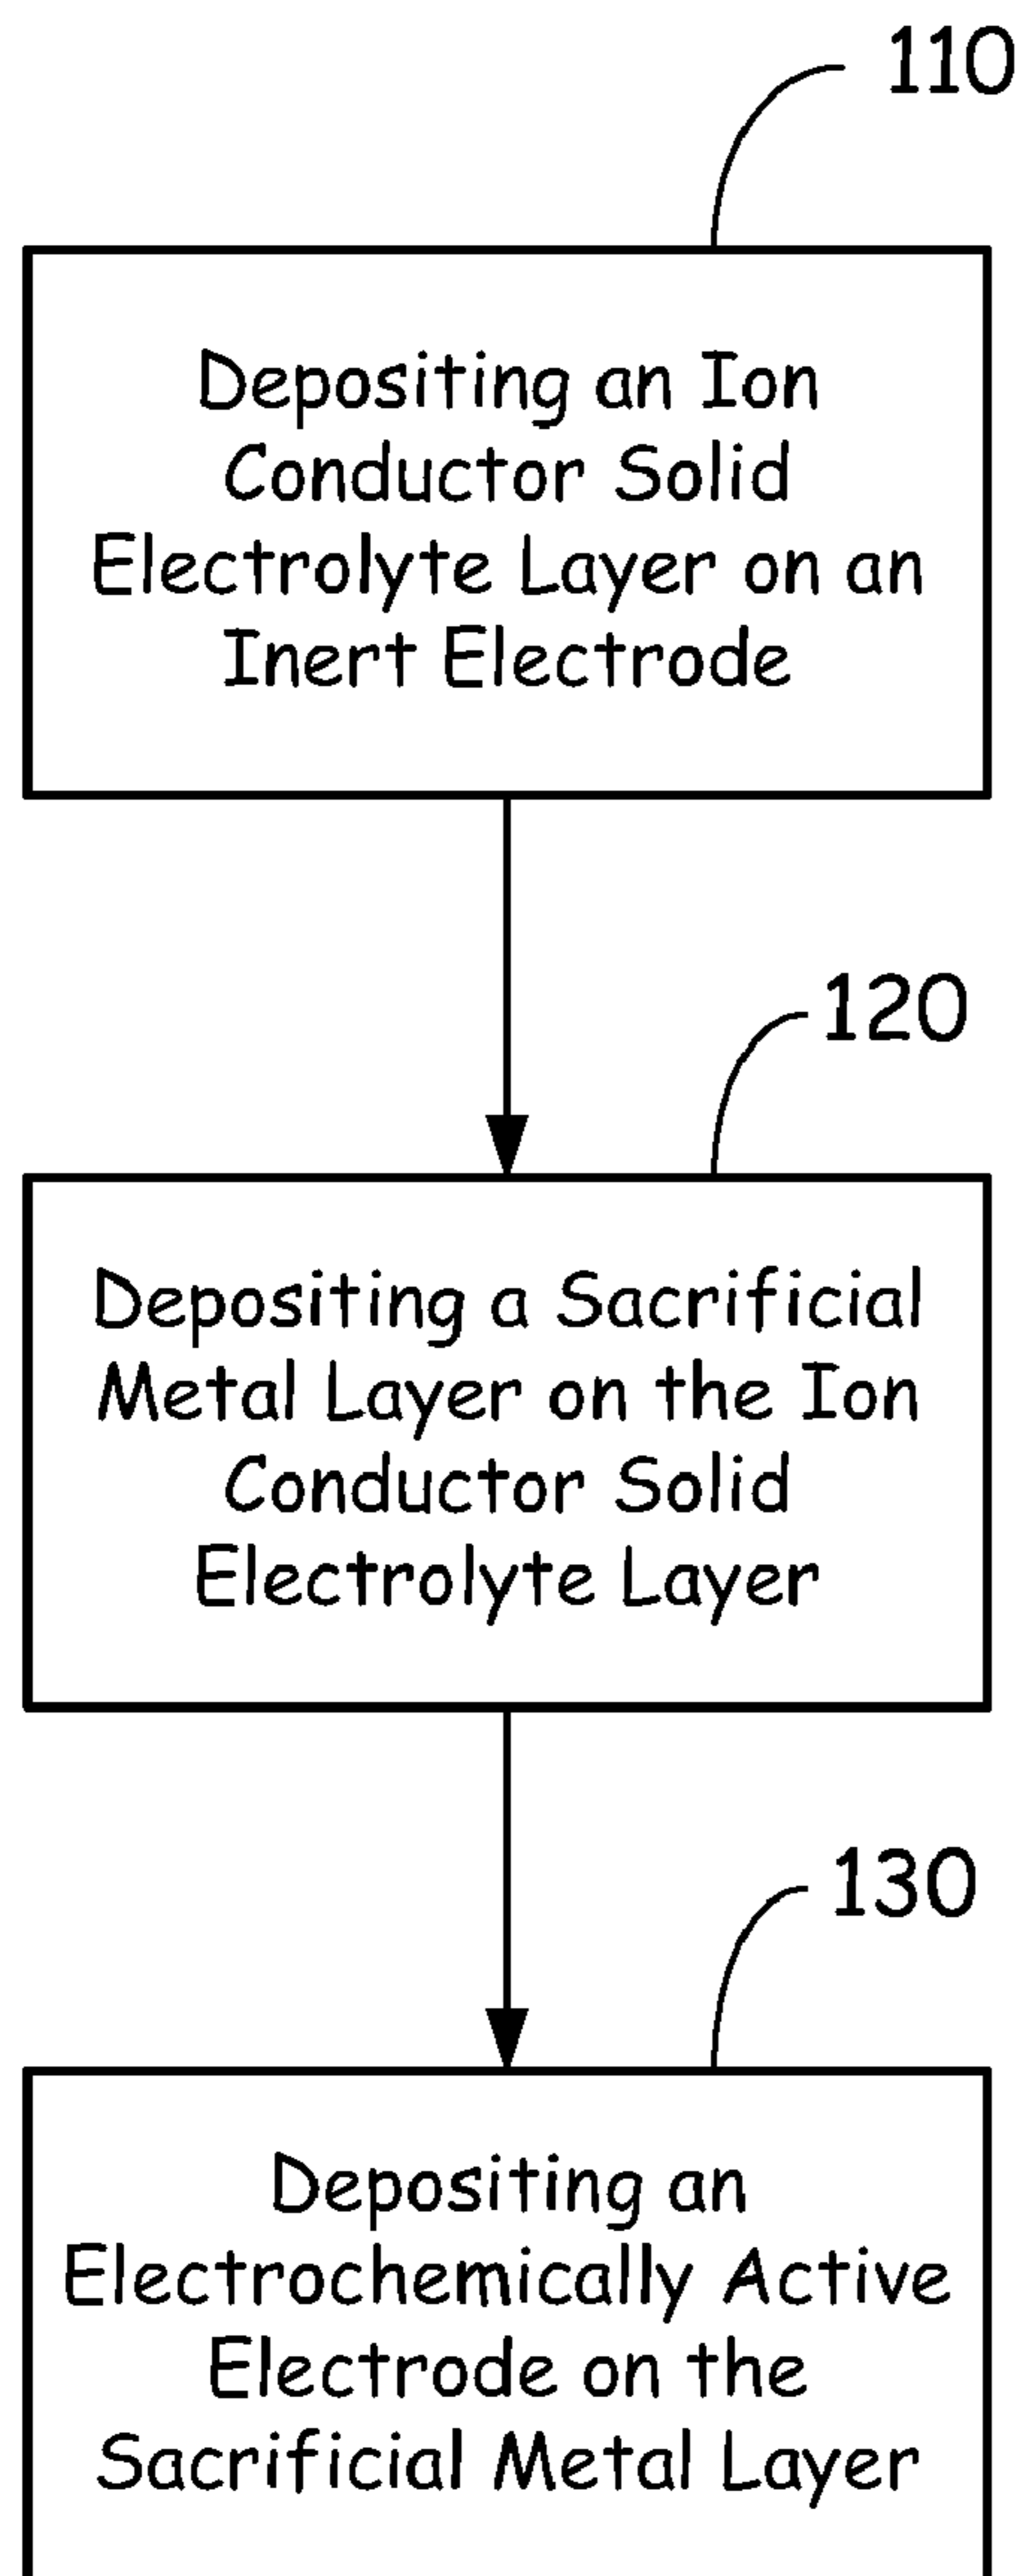 110
Depositing an Ion
Conductor Solid
Electrolyte Layer on an
Inert Electrode
120
Depositing a Sacrificial
Metal Layer on the Ion
Conductor Solid
Electrolyte Layer
130
Depositing an
Electrochemically Active
Electrode on the
Sacrificial Metal Layer